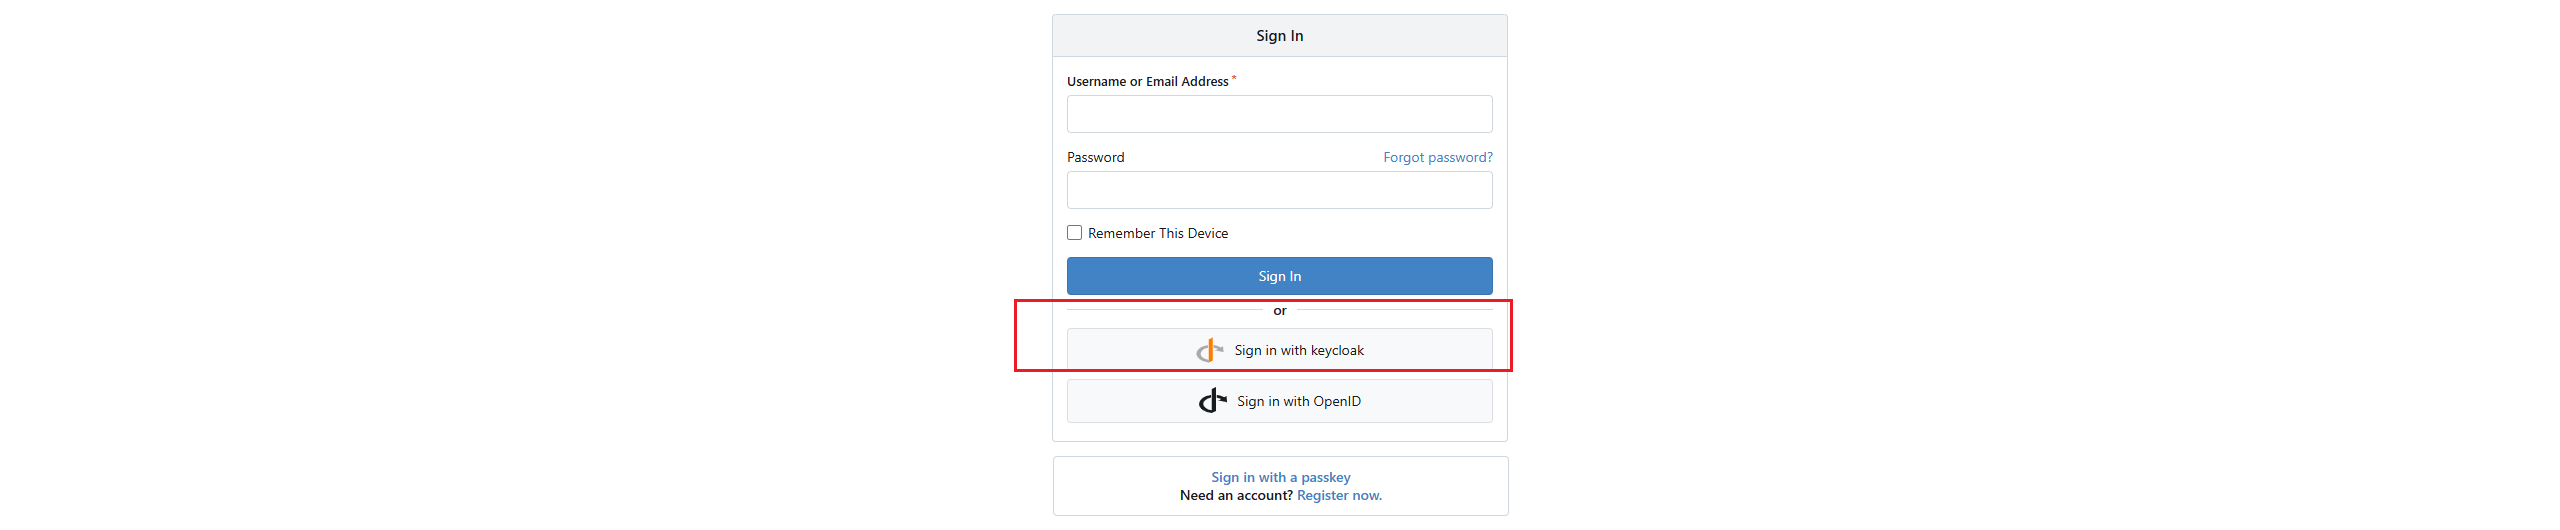 Sign In
Username or Email Address *
Password Forgot password?
Remember This Device
Sign In
or
Sign in with keycloak
Sign in with OpenID
Sign in with a passkey
Need an account? Register now.